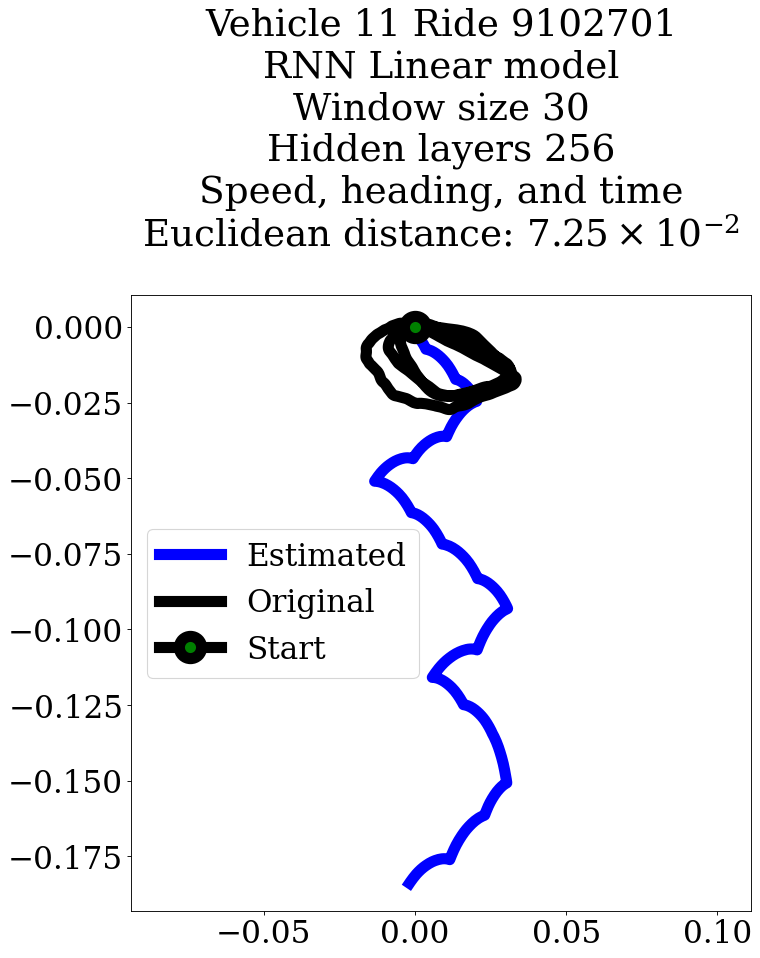 Vehicle 11 Ride 9102701
RNN Linear model
Window size 30
Hidden layers 256
Speed, heading, and time
Euclidean distance: 7.25 × 10⁻²
0.000
−0.025
−0.050
−0.075
−0.100
−0.125
−0.150
−0.175
Estimated
Original
Start
−0.05
0.00
0.05
0.10